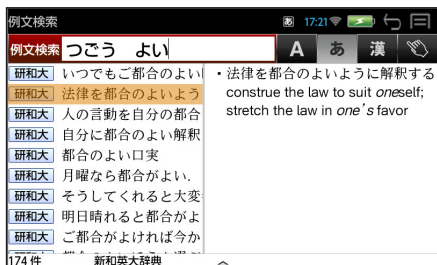 例文検索
あ 17:21
例文検索 つごう よい A あ 漢
研和大 いつでもご都合のよい
研和大 法律を都合のよいよう
研和大 人の言動を自分の都合
研和大 自分に都合のよい解釈
研和大 都合のよい口実
研和大 月曜なら都合がよい.
研和大 そうしてくれると大変
研和大 明日晴れると都合がよ
研和大 ご都合がよければ今か
・法律を都合のよいように解釈する
construe the law to suit oneself;
stretch the law in one's favor
174 件 新和英大辞典